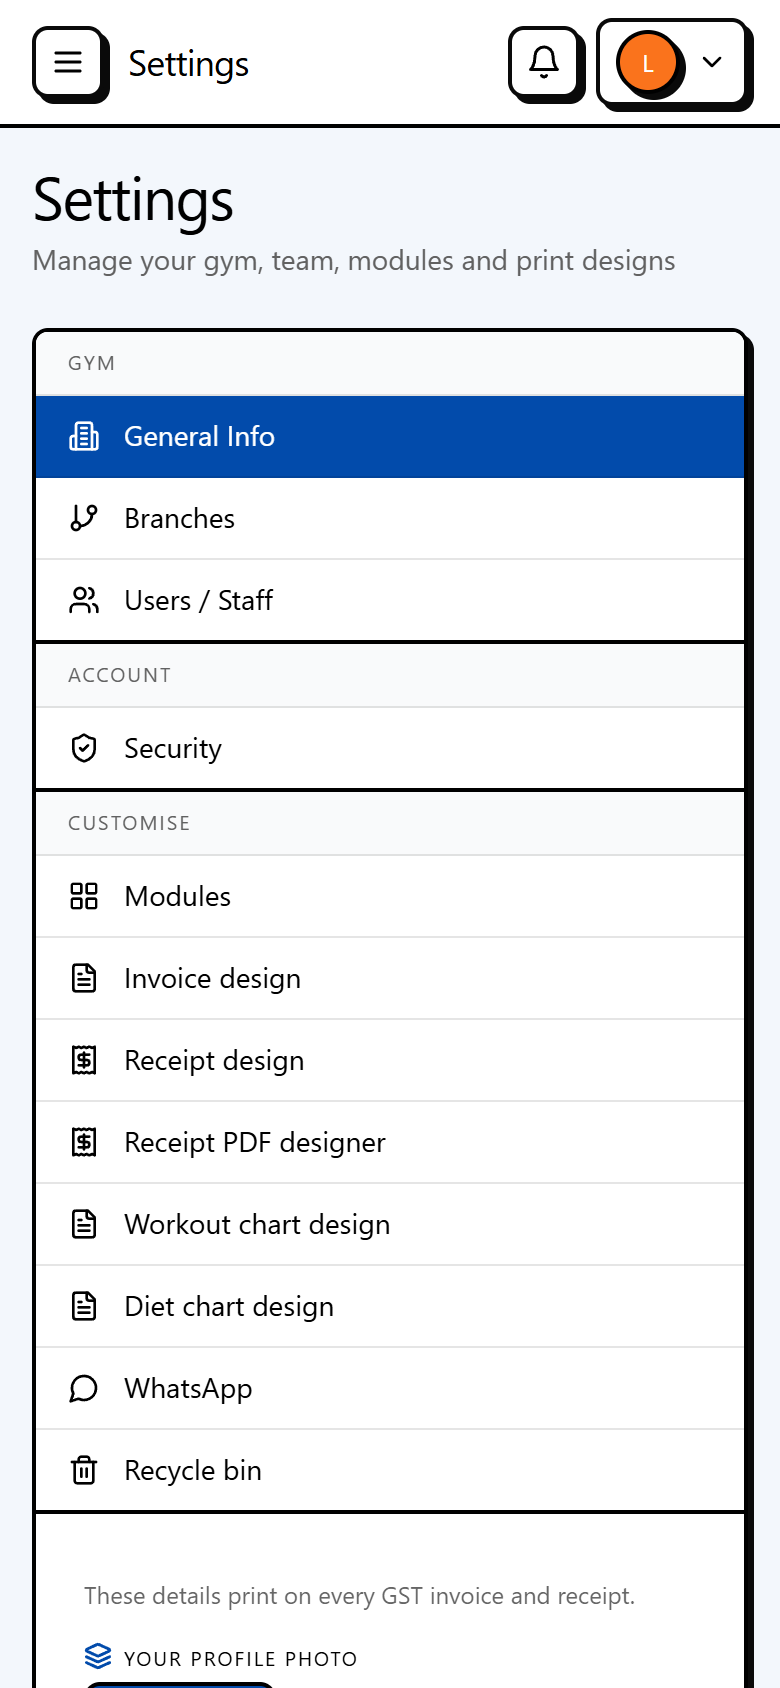 Settings
L
Settings
Manage your gym, team, modules and print designs
GYM
General Info
Branches
Users / Staff
ACCOUNT
Security
CUSTOMISE
Modules
Invoice design
Receipt design
Receipt PDF designer
Workout chart design
Diet chart design
WhatsApp
Recycle bin
These details print on every GST invoice and receipt.
YOUR PROFILE PHOTO